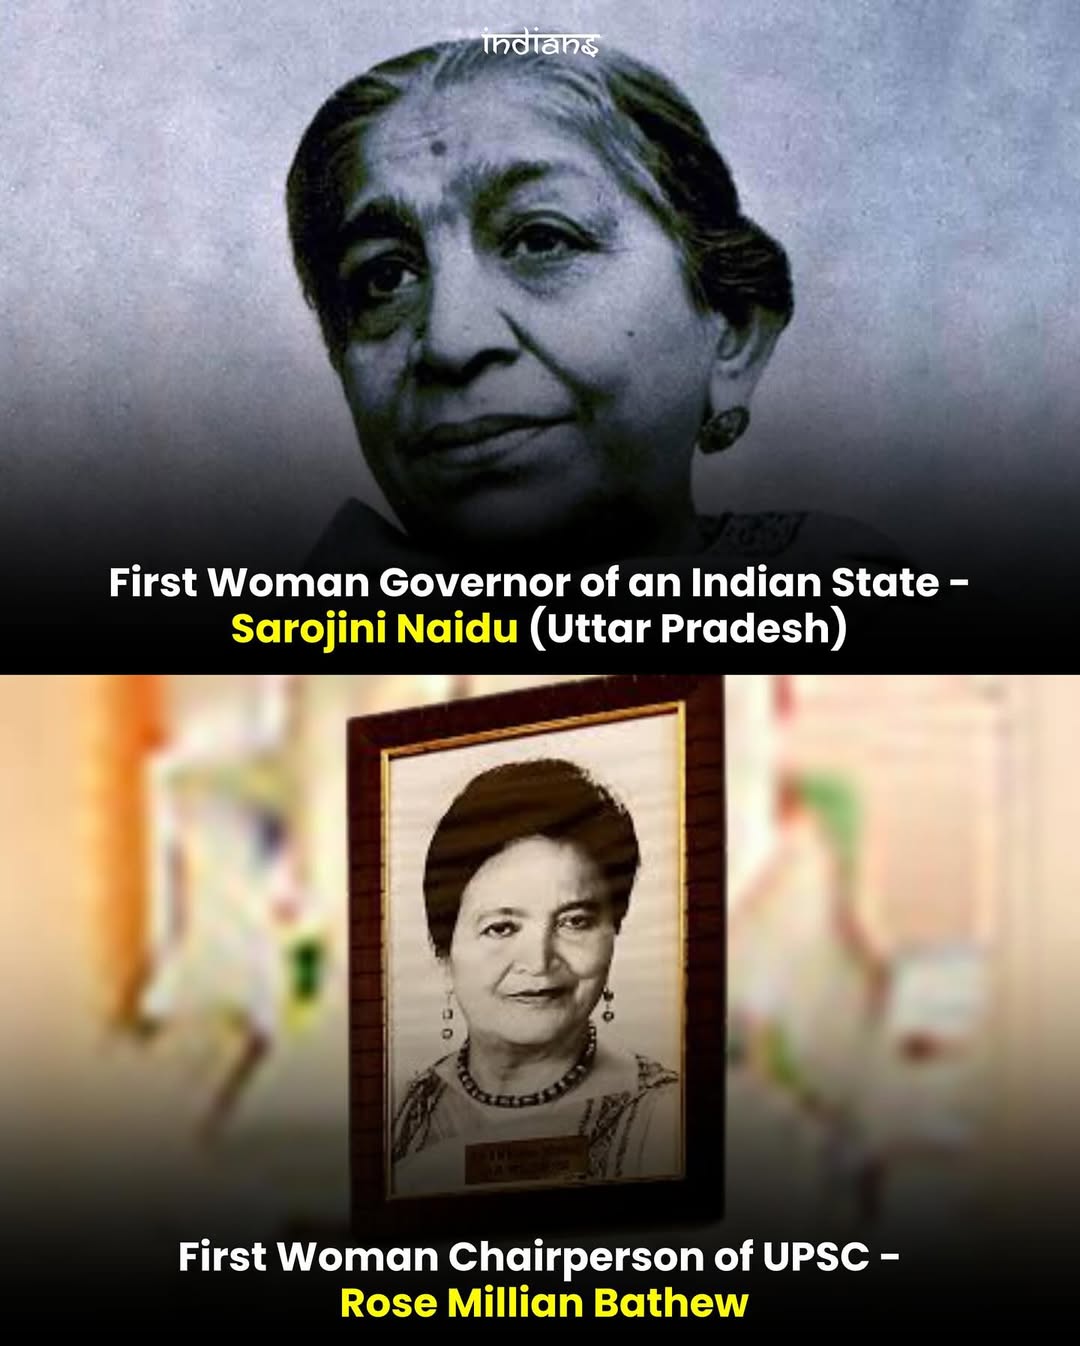 indians
First Woman Governor of an Indian State -
Sarojini Naidu (Uttar Pradesh)
First Woman Chairperson of UPSC -
Rose Millian Bathew